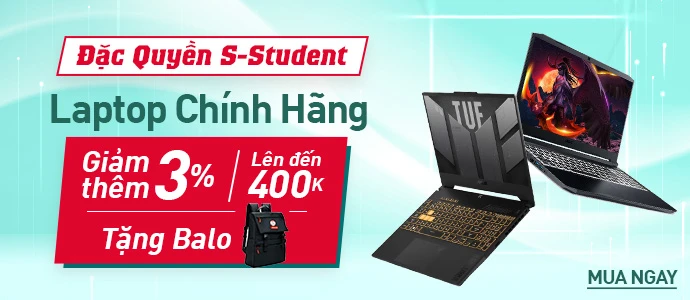 Đặc Quyền S-Student
Laptop Chính Hãng
Giảm thêm 3%
Lên đến 400K
Tặng Balo
TUF
MUA NGAY